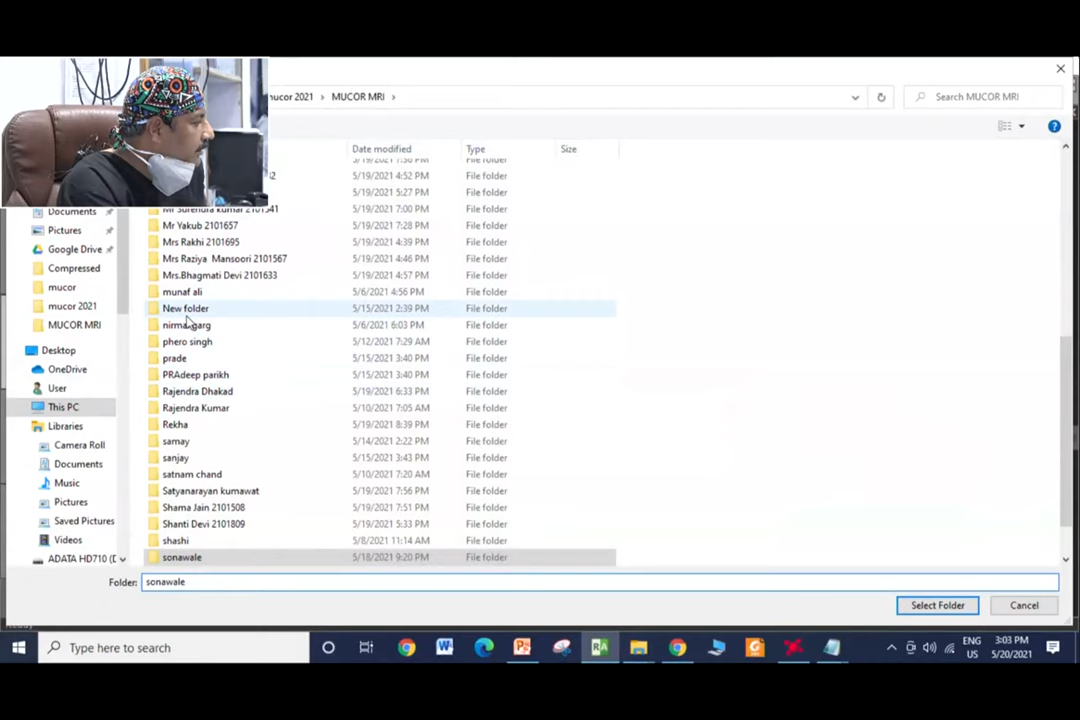 mucor 2021 › MUCOR MRI ›
Search MUCOR MRI
Date modified Type Size
5/19/2021 4:52 PM File folder
5/19/2021 5:27 PM File folder
Mr Surendra kumar 2101541 5/19/2021 7:00 PM File folder
Mr Yakub 2101657 5/19/2021 7:28 PM File folder
Mrs Rakhi 2101695 5/19/2021 4:39 PM File folder
Mrs Raziya Mansoori 2101567 5/19/2021 4:46 PM File folder
Mrs.Bhagmati Devi 2101633 5/19/2021 4:57 PM File folder
munaf ali 5/6/2021 4:56 PM File folder
New folder 5/15/2021 2:39 PM File folder
nirmal garg 5/6/2021 6:03 PM File folder
phero singh 5/12/2021 7:29 AM File folder
prade 5/15/2021 3:40 PM File folder
PRAdeep parikh 5/15/2021 3:40 PM File folder
Rajendra Dhakad 5/19/2021 6:33 PM File folder
Rajendra Kumar 5/10/2021 7:05 AM File folder
Rekha 5/19/2021 8:39 PM File folder
samay 5/14/2021 2:22 PM File folder
sanjay 5/15/2021 3:43 PM File folder
satnam chand 5/10/2021 7:20 AM File folder
Satyanarayan kumawat 5/19/2021 7:56 PM File folder
Shama Jain 2101508 5/19/2021 7:51 PM File folder
Shanti Devi 2101809 5/19/2021 5:33 PM File folder
shashi 5/8/2021 11:14 AM File folder
sonawale 5/18/2021 9:20 PM File folder
Documents
Pictures
Google Drive
Compressed
mucor
mucor 2021
MUCOR MRI
Desktop
OneDrive
User
This PC
Libraries
Camera Roll
Documents
Music
Pictures
Saved Pictures
Videos
ADATA HD710 (D
Folder: sonawale
Select Folder Cancel
Type here to search
ENG
US
3:03 PM
5/20/2021